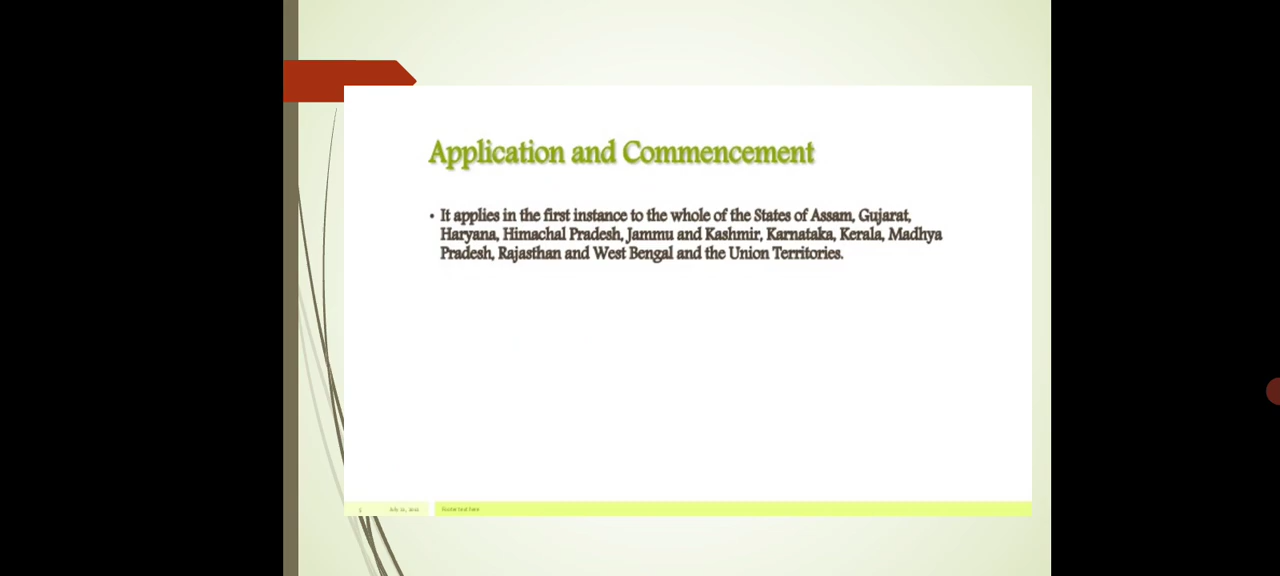 Application and Commencement
• It applies in the first instance to the whole of the States of Assam, Gujarat,
Haryana, Himachal Pradesh, Jammu and Kashmir, Karnataka, Kerala, Madhya
Pradesh, Rajasthan and West Bengal and the Union Territories.